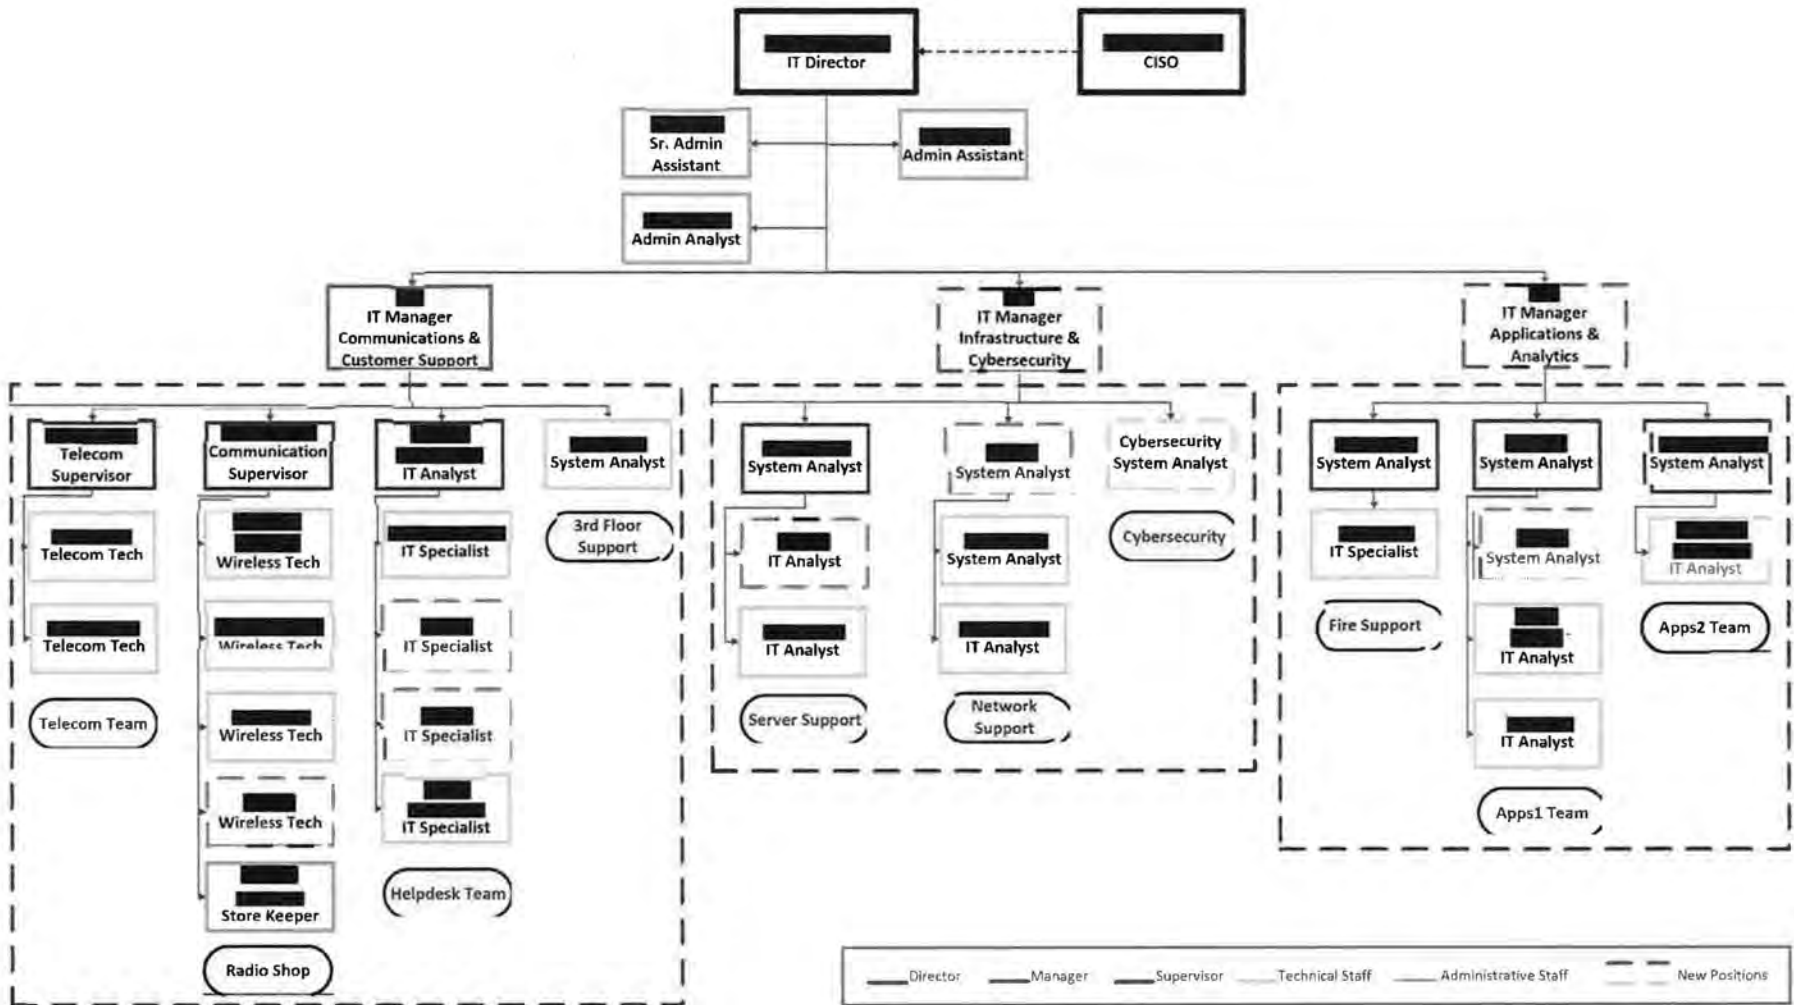 IT Director
CISO
Sr. Admin
Assistant
Admin Assistant
Admin Analyst
IT Manager
Communications &
Customer Support
IT Manager
Infrastructure &
Cybersecurity
IT Manager
Applications &
Analytics
Telecom
Supervisor
Telecom Tech
Telecom Tech
Telecom Team
Communication
Supervisor
Wireless Tech
Wireless Tech
Wireless Tech
Wireless Tech
Store Keeper
Radio Shop
IT Analyst
IT Specialist
IT Specialist
IT Specialist
IT Specialist
Helpdesk Team
System Analyst
3rd Floor
Support
System Analyst
IT Analyst
IT Analyst
Server Support
System Analyst
System Analyst
IT Analyst
Network
Support
Cybersecurity
System Analyst
Cybersecurity
System Analyst
IT Specialist
Fire Support
System Analyst
System Analyst
IT Analyst
IT Analyst
Apps1 Team
System Analyst
IT Analyst
Apps2 Team
Director
Manager
Supervisor
Technical Staff
Administrative Staff
New Positions